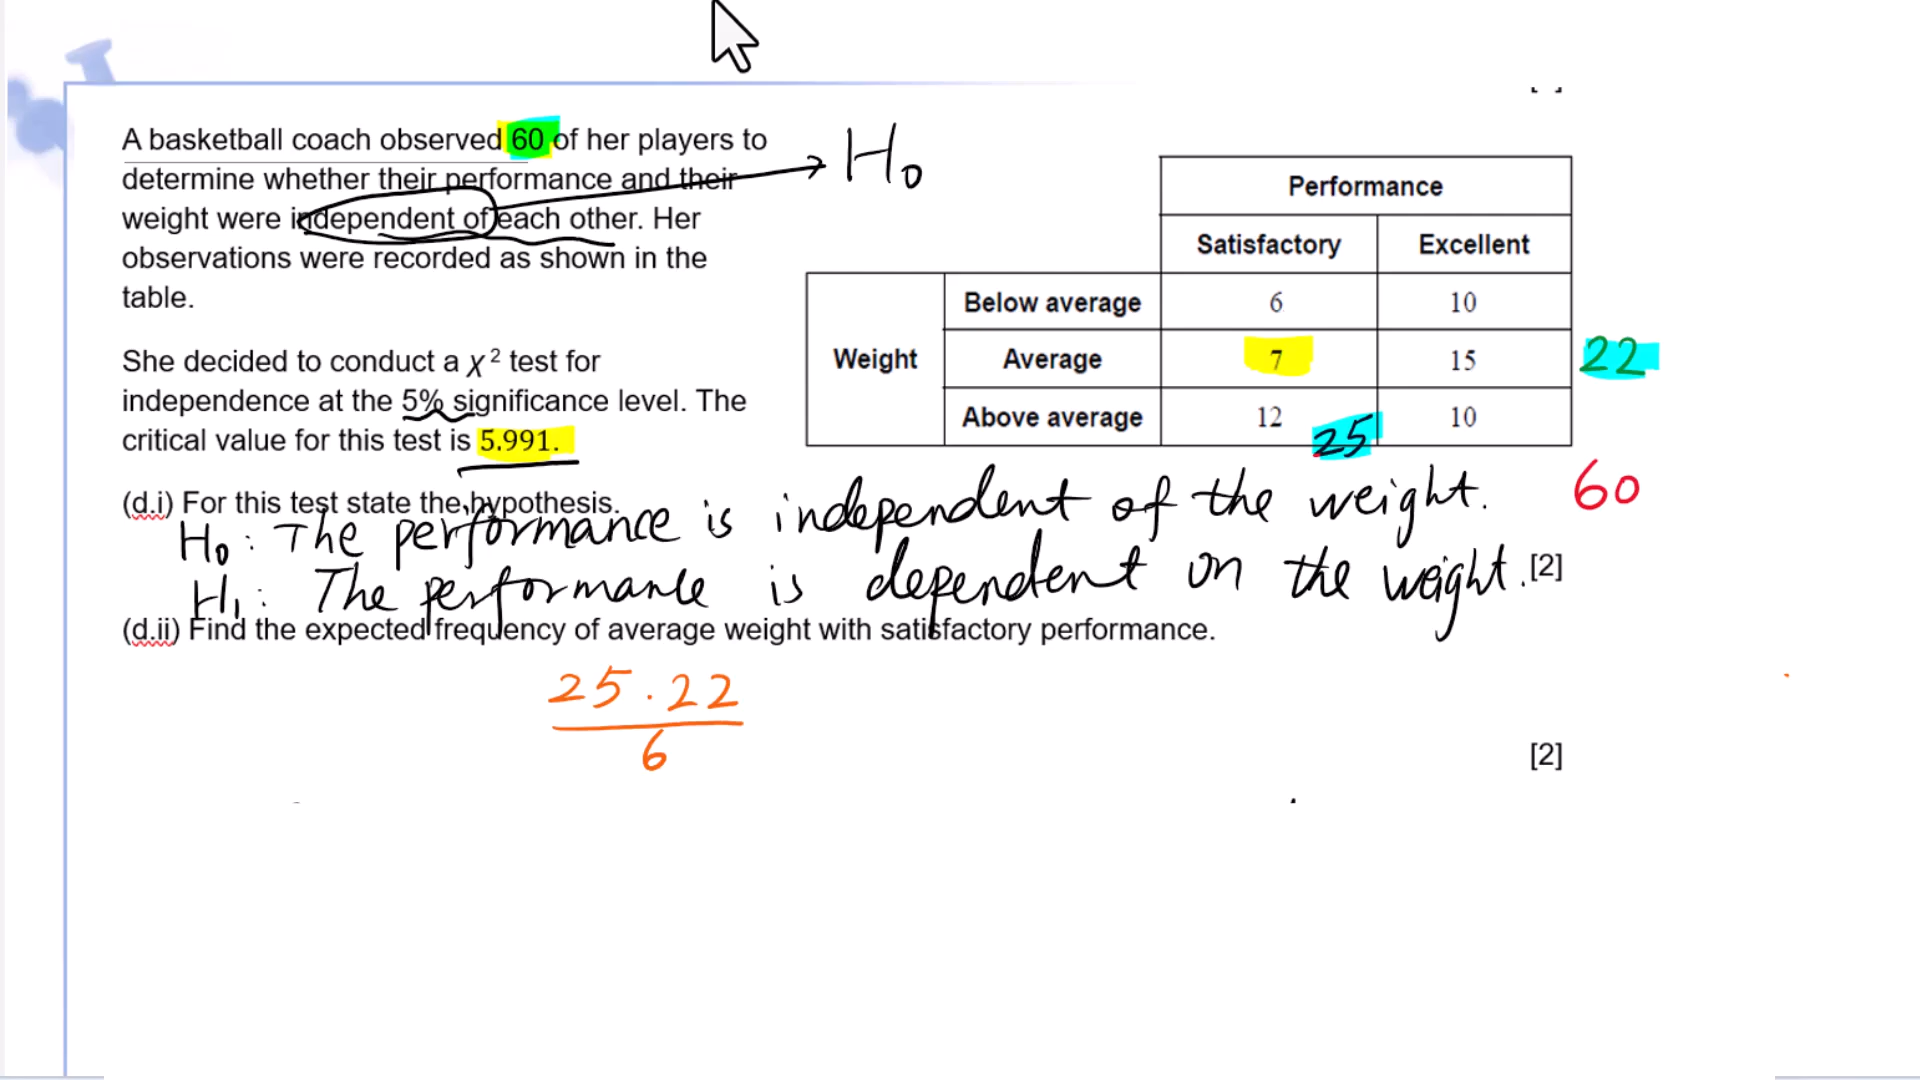 A basketball coach observed 60 of her players to
determine whether their performance and their
weight were independent of each other. Her
observations were recorded as shown in the
table.
H₀
Performance
Satisfactory Excellent
Below average 6 10
Weight Average 7 15 22
Above average 12 10
25
60
She decided to conduct a χ² test for
independence at the 5% significance level. The
critical value for this test is 5.991.
(d.i) For this test state the hypothesis.
H₀: The performance is independent of the weight.
H₁: The performance is dependent on the weight. [2]
(d.ii) Find the expected frequency of average weight with satisfactory performance.
25 · 22
6
[2]